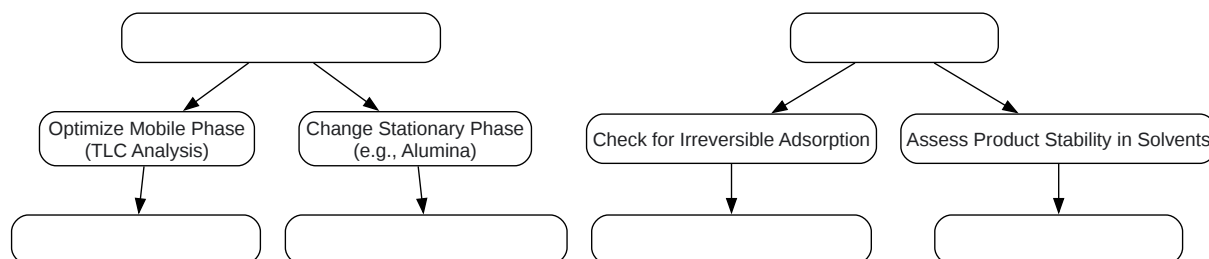 Optimize Mobile Phase
(TLC Analysis)
Change Stationary Phase
(e.g., Alumina)
Check for Irreversible Adsorption
Assess Product Stability in Solvents